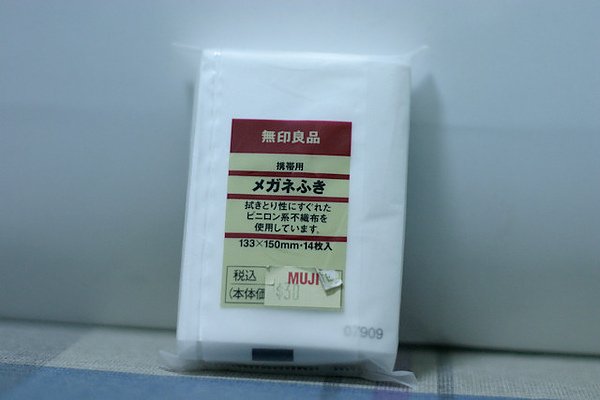 無印良品
携帯用
メガネふき
拭きとり性にすぐれた
ビニロン系不織布を
使用しています。
133×150mm・14枚入
税込
MUJI
(本体価
$30
07909